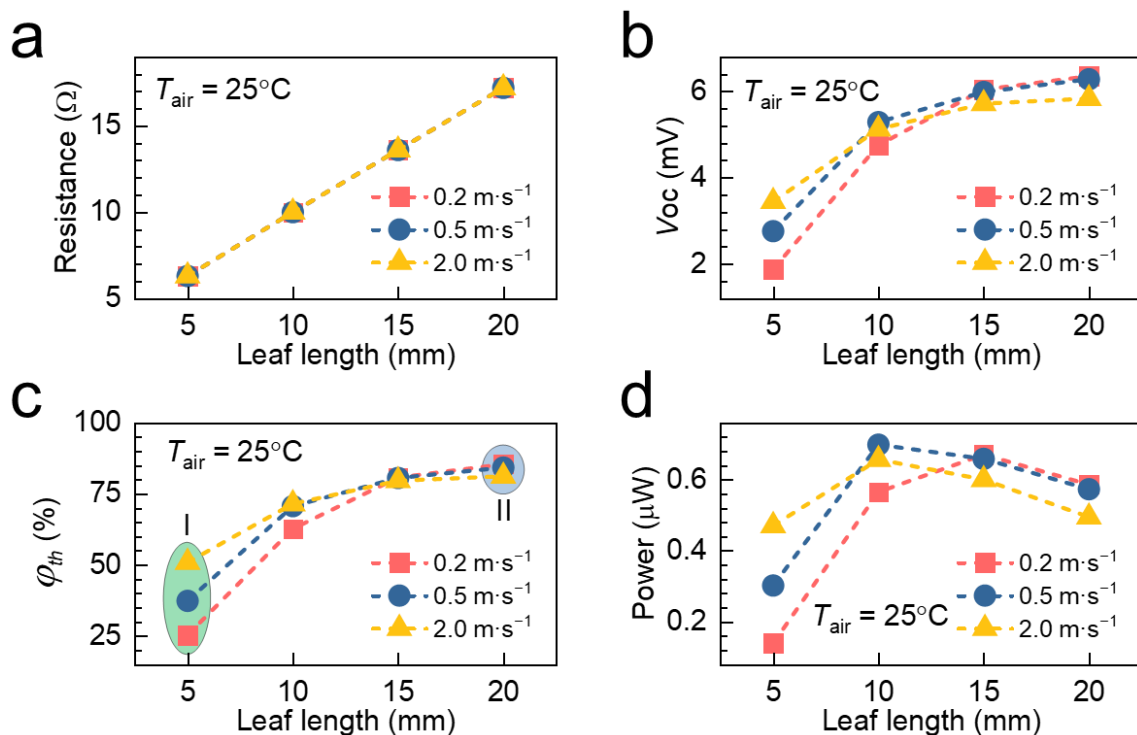 a
T_air = 25°C
Resistance (Ω)
15
10
5
0.2 m·s⁻¹
0.5 m·s⁻¹
2.0 m·s⁻¹
5 10 15 20
Leaf length (mm)
b
T_air = 25°C
Voc (mV)
6
4
2
0.2 m·s⁻¹
0.5 m·s⁻¹
2.0 m·s⁻¹
5 10 15 20
Leaf length (mm)
c
T_air = 25°C
φ_th (%)
100
75
50
25
I
II
0.2 m·s⁻¹
0.5 m·s⁻¹
2.0 m·s⁻¹
5 10 15 20
Leaf length (mm)
d
Power (μW)
0.6
0.4
0.2
T_air = 25°C
0.2 m·s⁻¹
0.5 m·s⁻¹
2.0 m·s⁻¹
5 10 15 20
Leaf length (mm)